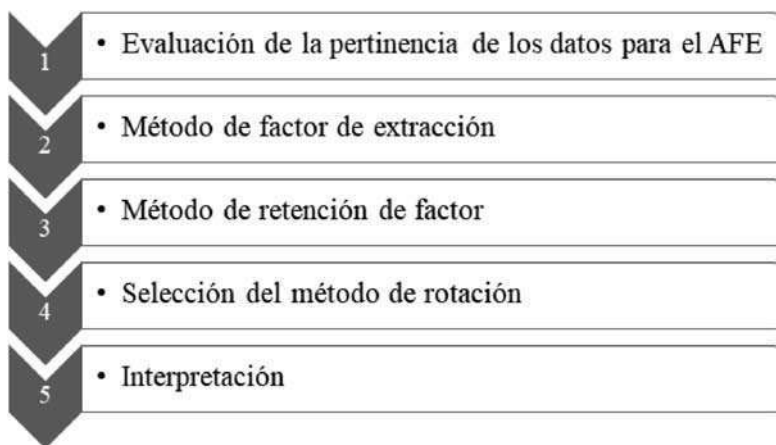 1 • Evaluación de la pertinencia de los datos para el AFE
2 • Método de factor de extracción
3 • Método de retención de factor
4 • Selección del método de rotación
5 • Interpretación